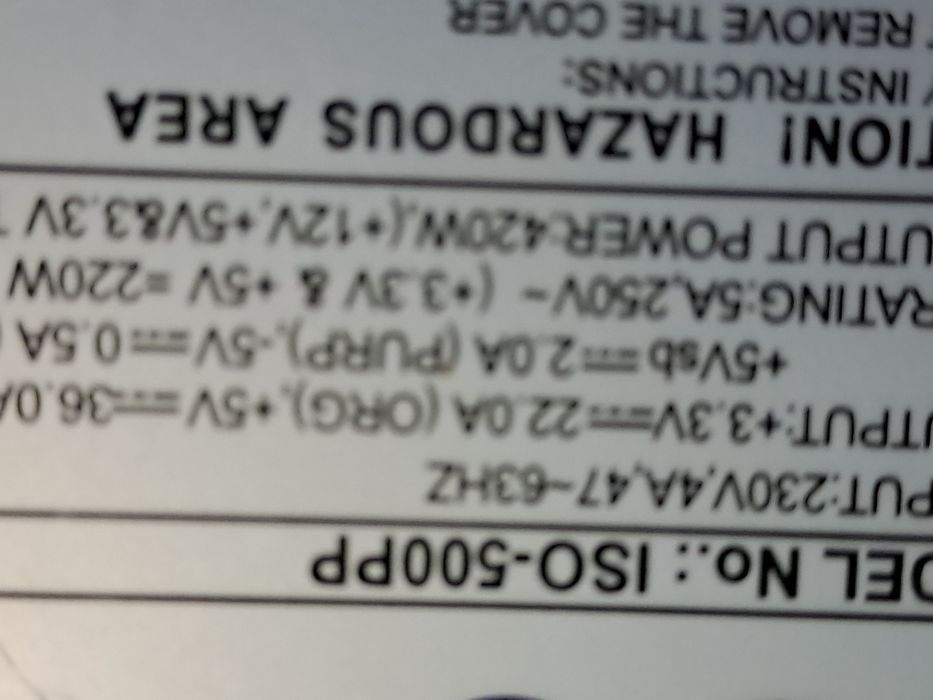 DEL No.: ISO-500PP
PUT:230V,4A,47~63HZ
UTPUT:+3.3V⎓22.0A (ORG),+5V⎓36.0A
+5Vsb⎓2.0A (PURP),-5V⎓0.5A (
RATING:5A,250V~ (+3.3V & +5V =220W
UTPUT POWER:420W,(+12V,+5V&3.3V
TION! HAZARDOUS AREA
Y INSTRUCTIONS:
T REMOVE THE COVER